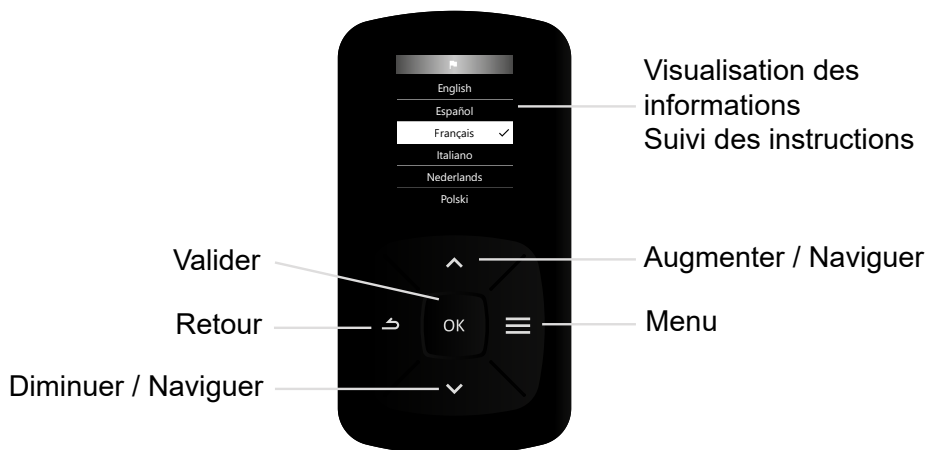 English
Español
Français
Italiano
Nederlands
Polski
Visualisation des
informations
Suivi des instructions
Valider
Augmenter / Naviguer
Retour
OK
Menu
Diminuer / Naviguer